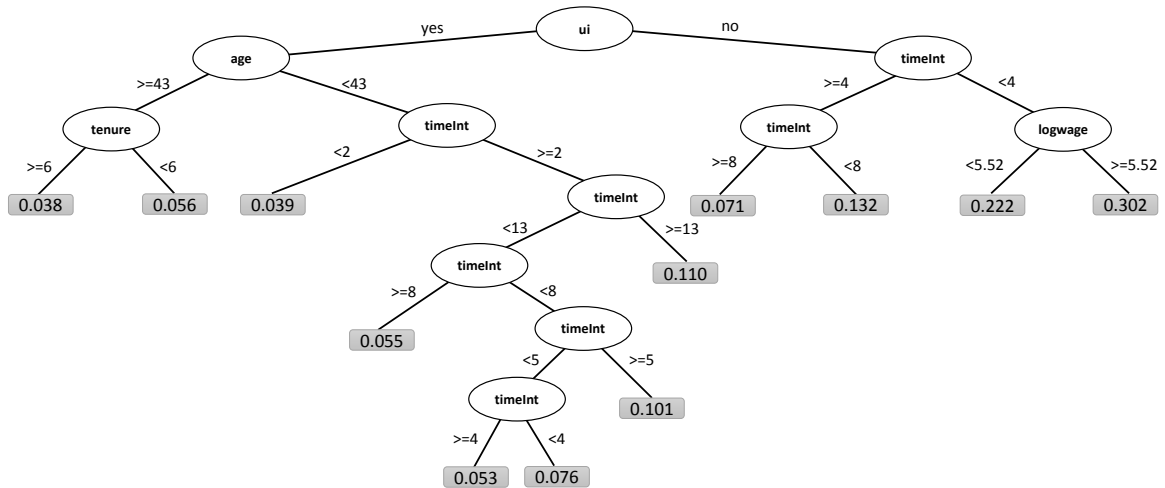 ui
yes
no
age
timeInt
>=43
<43
>=4
<4
tenure
timeInt
timeInt
logwage
>=6
<6
<2
>=2
>=8
<8
<5.52
>=5.52
0.038
0.056
0.039
timeInt
0.071
0.132
0.222
0.302
<13
>=13
timeInt
0.110
>=8
<8
0.055
timeInt
<5
>=5
timeInt
0.101
>=4
<4
0.053
0.076